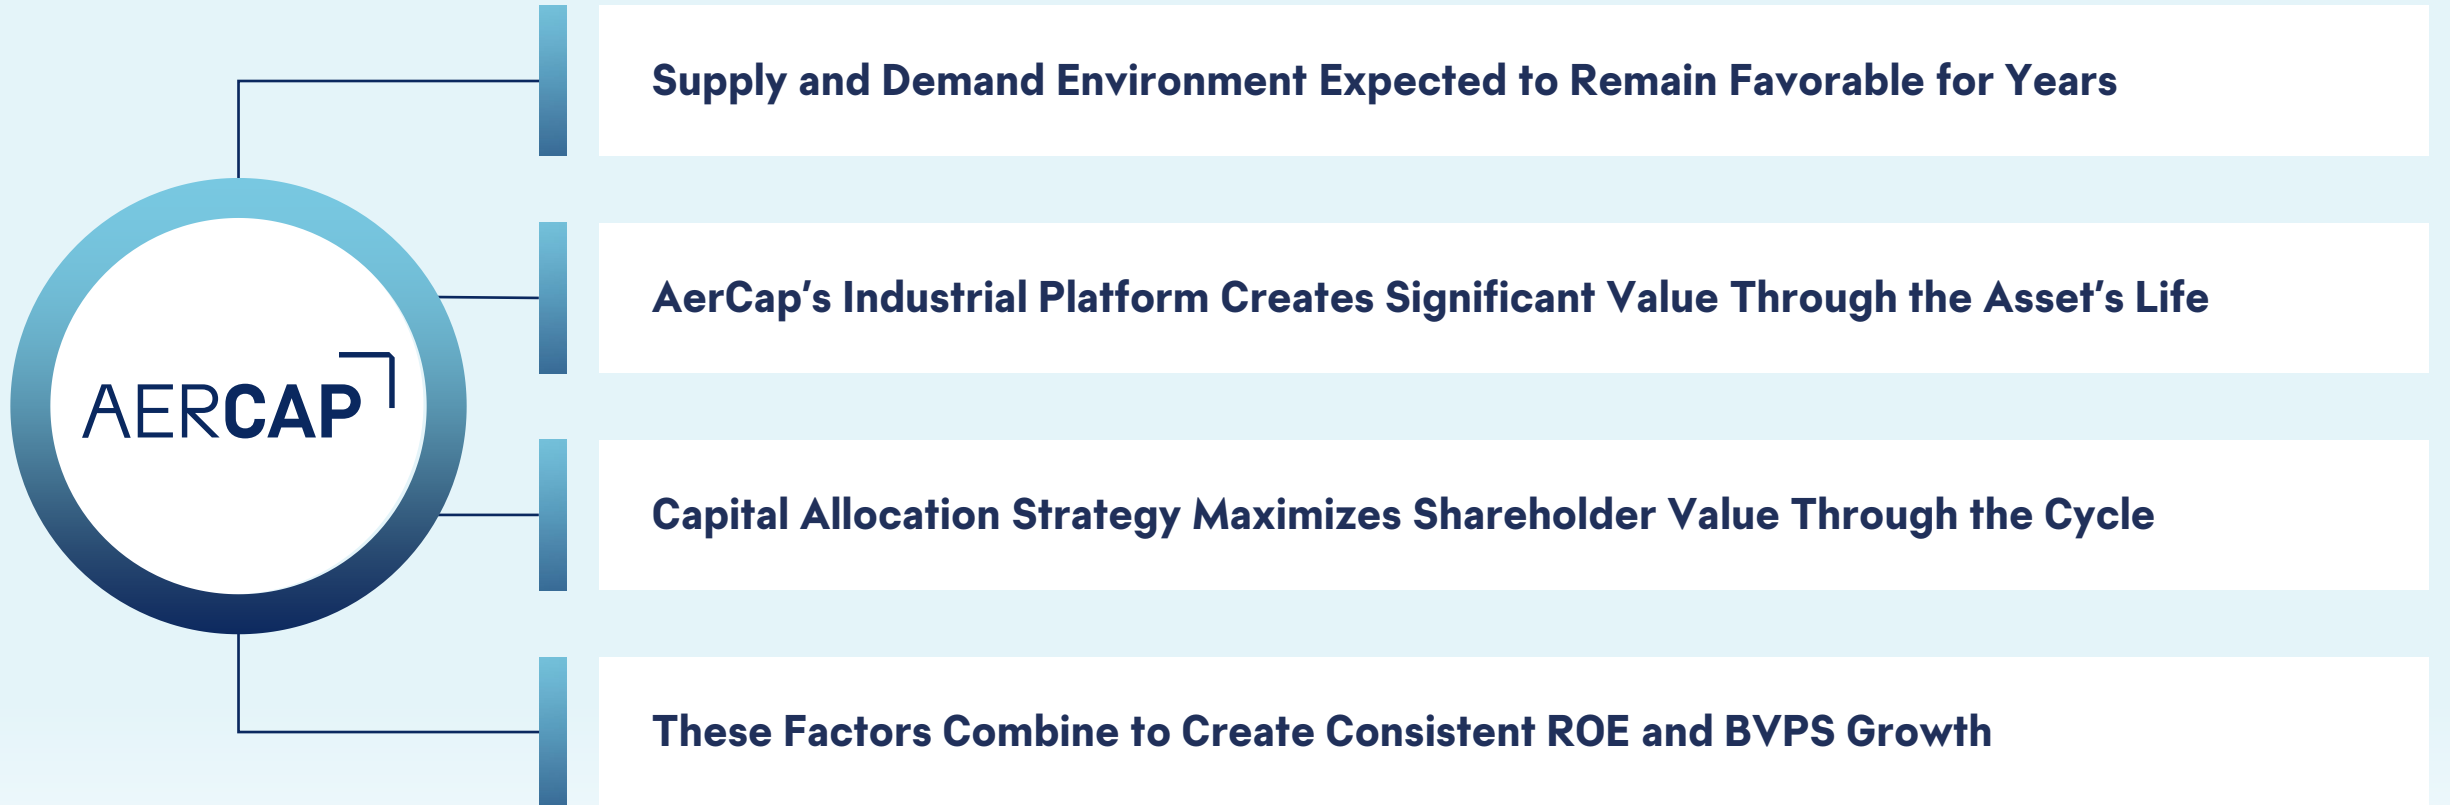 Supply and Demand Environment Expected to Remain Favorable for Years
AerCap’s Industrial Platform Creates Significant Value Through the Asset’s Life
AERCAP
Capital Allocation Strategy Maximizes Shareholder Value Through the Cycle
These Factors Combine to Create Consistent ROE and BVPS Growth